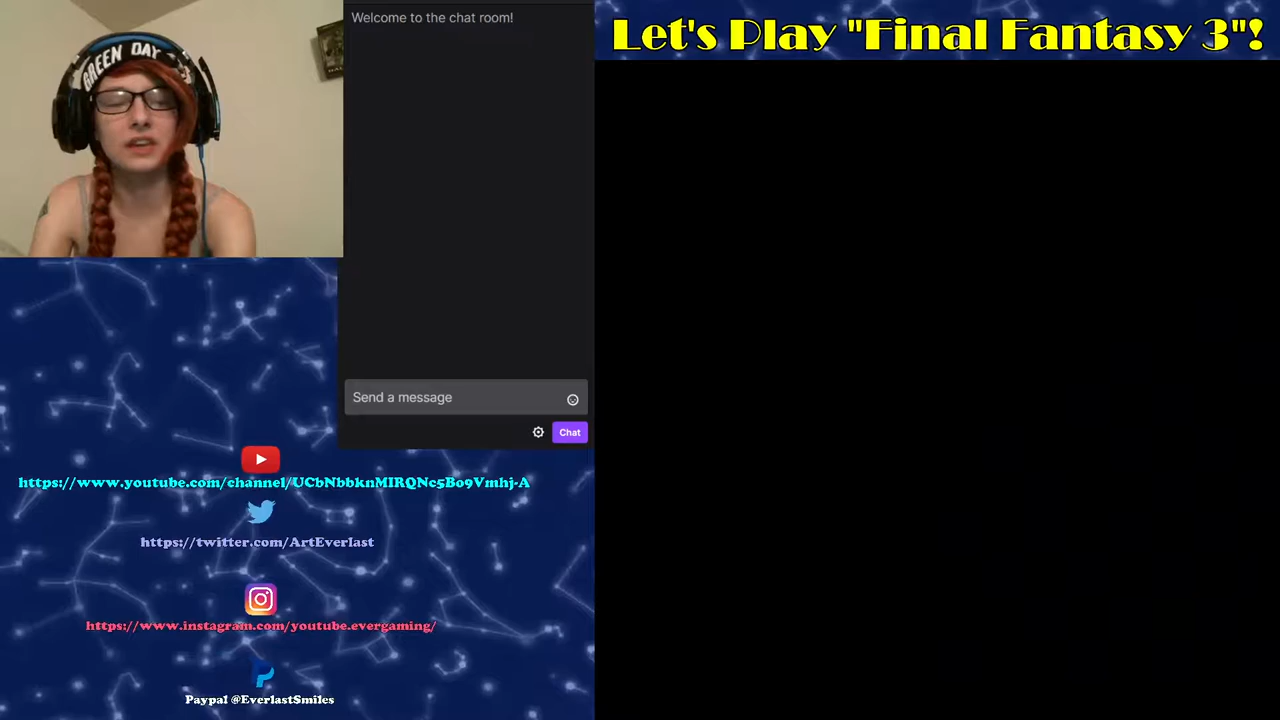 GREEN DAY
Welcome to the chat room!
Let's Play "Final Fantasy 3"!
Send a message
Chat
https://www.youtube.com/channel/UCbNbbknMIRQNc5Bo9Vmhj-A
https://twitter.com/ArtEverlast
https://www.instagram.com/youtube.evergaming/
Paypal @EverlastSmiles